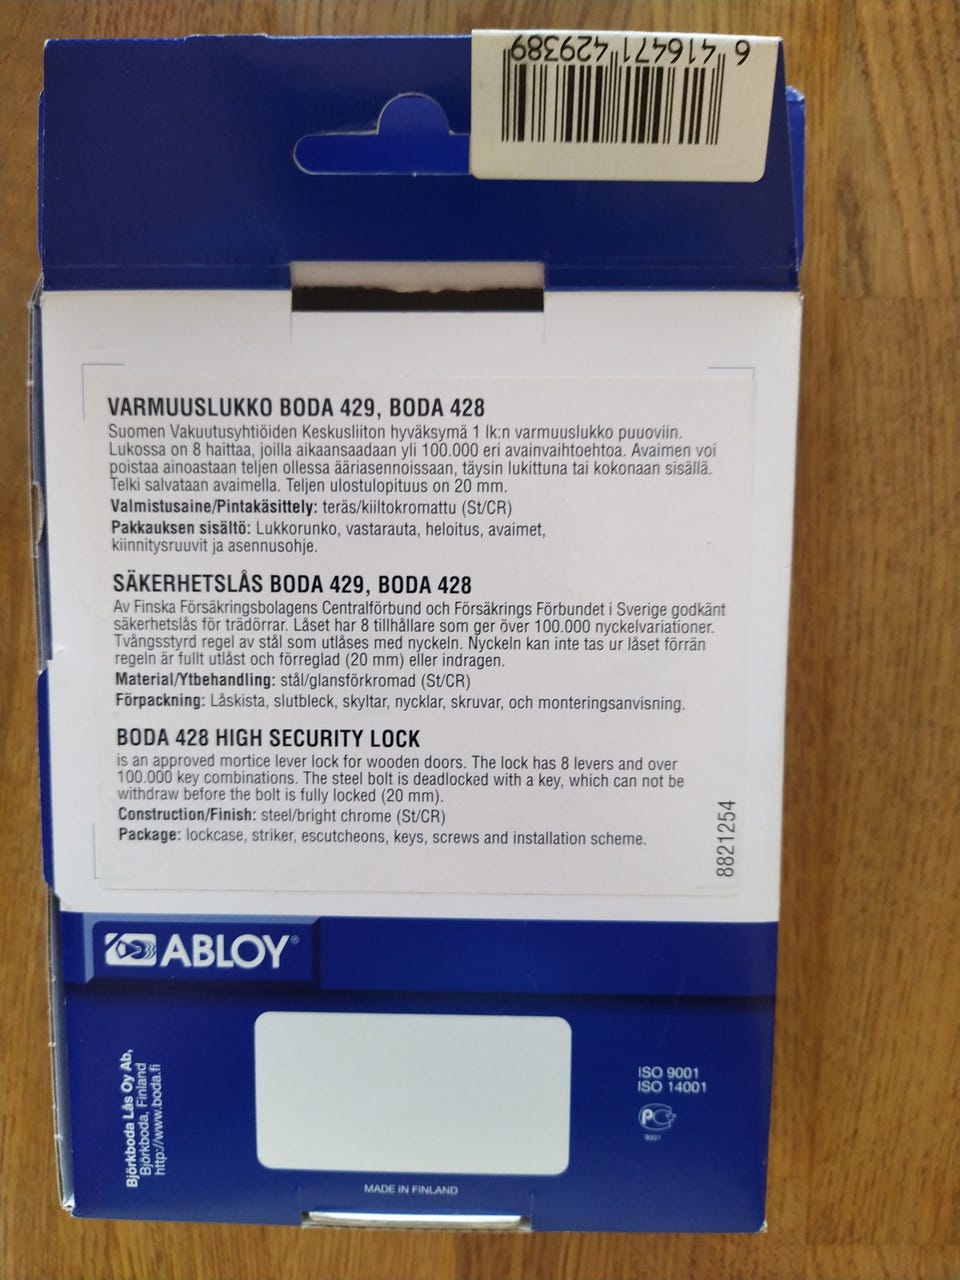 6 416471 429389
VARMUUSLUKKO BODA 429, BODA 428
Suomen Vakuutusyhtiöiden Keskusliiton hyväksymä 1 lk:n varmuuslukko puuoviin.
Lukossa on 8 haittaa, joilla aikaansaadaan yli 100.000 eri avainvaihtoehtoa. Avaimen voi
poistaa ainoastaan teljen ollessa ääriasennoissaan, täysin lukittuna tai kokonaan sisällä.
Telki salvataan avaimella. Teljen ulostulopituus on 20 mm.
Valmistusaine/Pintakäsittely: teräs/kiiltokromattu (St/CR)
Pakkauksen sisältö: Lukkorunko, vastarauta, heloitus, avaimet,
kiinnitysruuvit ja asennusohje.
SÄKERHETSLÅS BODA 429, BODA 428
Av Finska Försäkringsbolagens Centralförbund och Försäkrings Förbundet i Sverige godkänt
säkerhetslås för trädörrar. Låset har 8 tillhållare som ger över 100.000 nyckelvariationer.
Tvångsstyrd regel av stål som utlåses med nyckeln. Nyckeln kan inte tas ur låset förrän
regeln är fullt utlåst och förreglad (20 mm) eller indragen.
Material/Ytbehandling: stål/glansförkromad (St/CR)
Förpackning: Låskista, slutbleck, skyltar, nycklar, skruvar, och monteringsanvisning.
BODA 428 HIGH SECURITY LOCK
is an approved mortice lever lock for wooden doors. The lock has 8 levers and over
100.000 key combinations. The steel bolt is deadlocked with a key, which can not be
withdraw before the bolt is fully locked (20 mm).
Construction/Finish: steel/bright chrome (St/CR)
Package: lockcase, striker, escutcheons, keys, screws and installation scheme.
8821254
ABLOY®
Björkboda Lås Oy Ab,
Björkboda, Finland
http://www.boda.fi
ISO 9001
ISO 14001
9001
MADE IN FINLAND